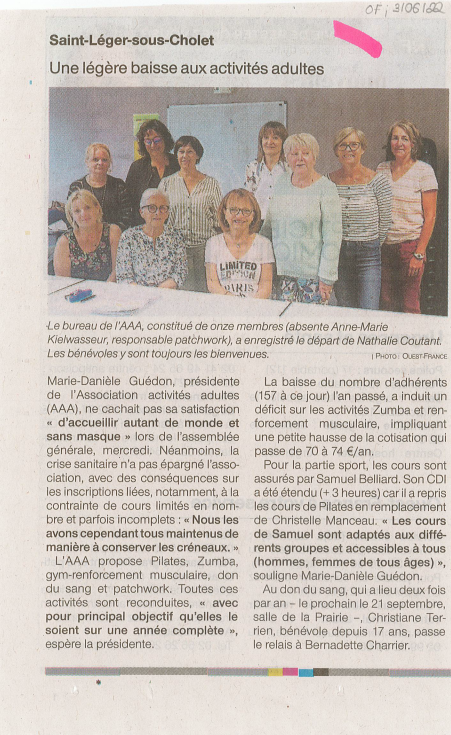 OF ; 3/06/22
Saint-Léger-sous-Cholet
Une légère baisse aux activités adultes
LIMITED
EDITION
PARIS
Le bureau de l'AAA, constitué de onze membres (absente Anne-Marie
Kielwasseur, responsable patchwork), a enregistré le départ de Nathalie Coutant.
Les bénévoles y sont toujours les bienvenues.
| PHOTO : OUEST-FRANCE
Marie-Danièle Guédon, présidente
de l'Association activités adultes
(AAA), ne cachait pas sa satisfaction
« d'accueillir autant de monde et
sans masque » lors de l'assemblée
générale, mercredi. Néanmoins, la
crise sanitaire n'a pas épargné l'asso-
ciation, avec des conséquences sur
les inscriptions liées, notamment, à la
contrainte de cours limités en nom-
bre et parfois incomplets : « Nous les
avons cependant tous maintenus de
manière à conserver les créneaux. »
L'AAA propose Pilates, Zumba,
gym-renforcement musculaire, don
du sang et patchwork. Toutes ces
activités sont reconduites, « avec
pour principal objectif qu'elles le
soient sur une année complète »,
espère la présidente.
La baisse du nombre d'adhérents
(157 à ce jour) l'an passé, a induit un
déficit sur les activités Zumba et ren-
forcement musculaire, impliquant
une petite hausse de la cotisation qui
passe de 70 à 74 €/an.
Pour la partie sport, les cours sont
assurés par Samuel Belliard. Son CDI
a été étendu (+ 3 heures) car il a repris
les cours de Pilates en remplacement
de Christelle Manceau. « Les cours
de Samuel sont adaptés aux diffé-
rents groupes et accessibles à tous
(hommes, femmes de tous âges) »,
souligne Marie-Danièle Guédon.
Au don du sang, qui a lieu deux fois
par an – le prochain le 21 septembre,
salle de la Prairie –, Christiane Ter-
rien, bénévole depuis 17 ans, passe
le relais à Bernadette Charrier.